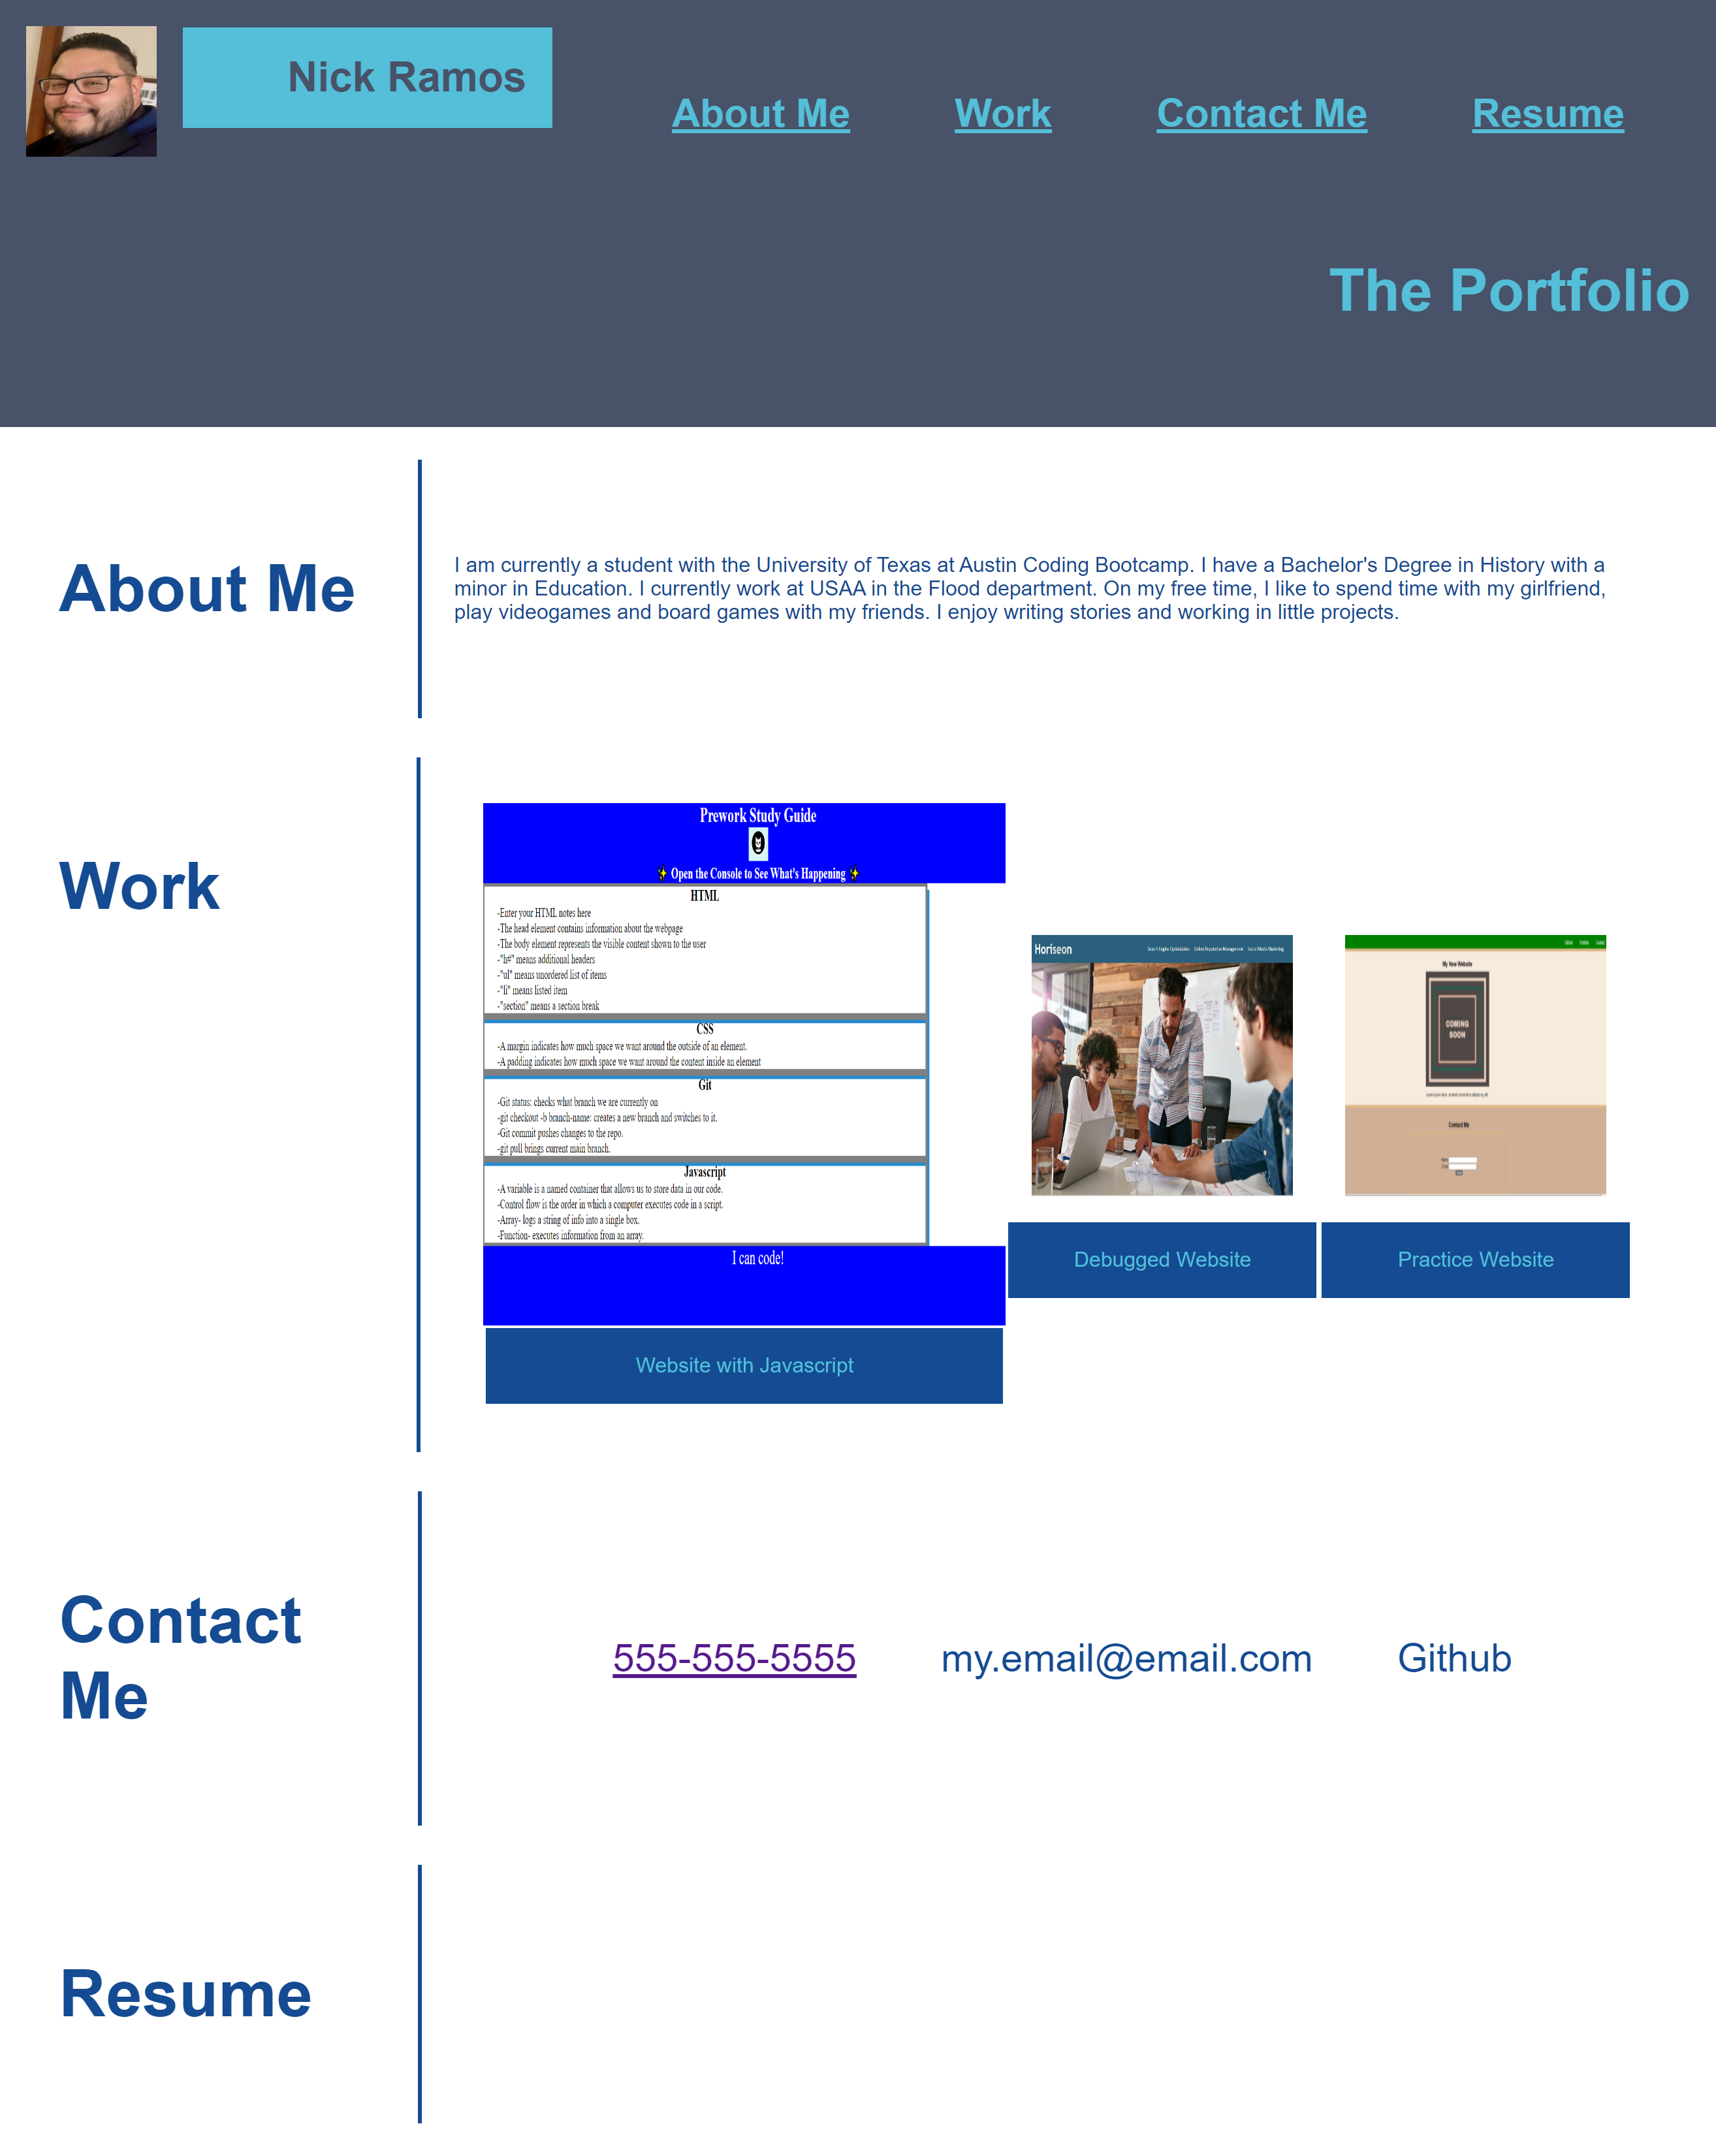 Nick Ramos
About Me
Work
Contact Me
Resume
The Portfolio
About Me
I am currently a student with the University of Texas at Austin Coding Bootcamp. I have a Bachelor's Degree in History with a
minor in Education. I currently work at USAA in the Flood department. On my free time, I like to spend time with my girlfriend,
play videogames and board games with my friends. I enjoy writing stories and working in little projects.
Work
Prework Study Guide
✨ Open the Console to See What's Happening ✨
HTML
-Enter your HTML notes here
-The head element contains information about the webpage
-The body element represents the visible content shown to the user
-"h#" means additional headers
-"ul" means unordered list of items
-"li" means listed item
-"section" means a section break
CSS
-A margin indicates how much space we want around the outside of an element.
-A padding indicates how much space we want around the content inside an element
Git
-Git status: checks what branch we are currently on
-git checkout -b branch-name: creates a new branch and switches to it.
-Git commit pushes changes to the repo.
-git pull brings current main branch.
Javascript
-A variable is a named container that allows us to store data in our code.
-Control flow is the order in which a computer executes code in a script.
-Array- logs a string of info into a single box.
-Function- executes information from an array.
I can code!
Website with Javascript
Horiseon
Search Engine Optimization Online Reputation Management Social Media Marketing
Debugged Website
My New Website
COMING
SOON
Contact Me
Practice Website
Contact
Me
555-555-5555
my.email@email.com
Github
Resume